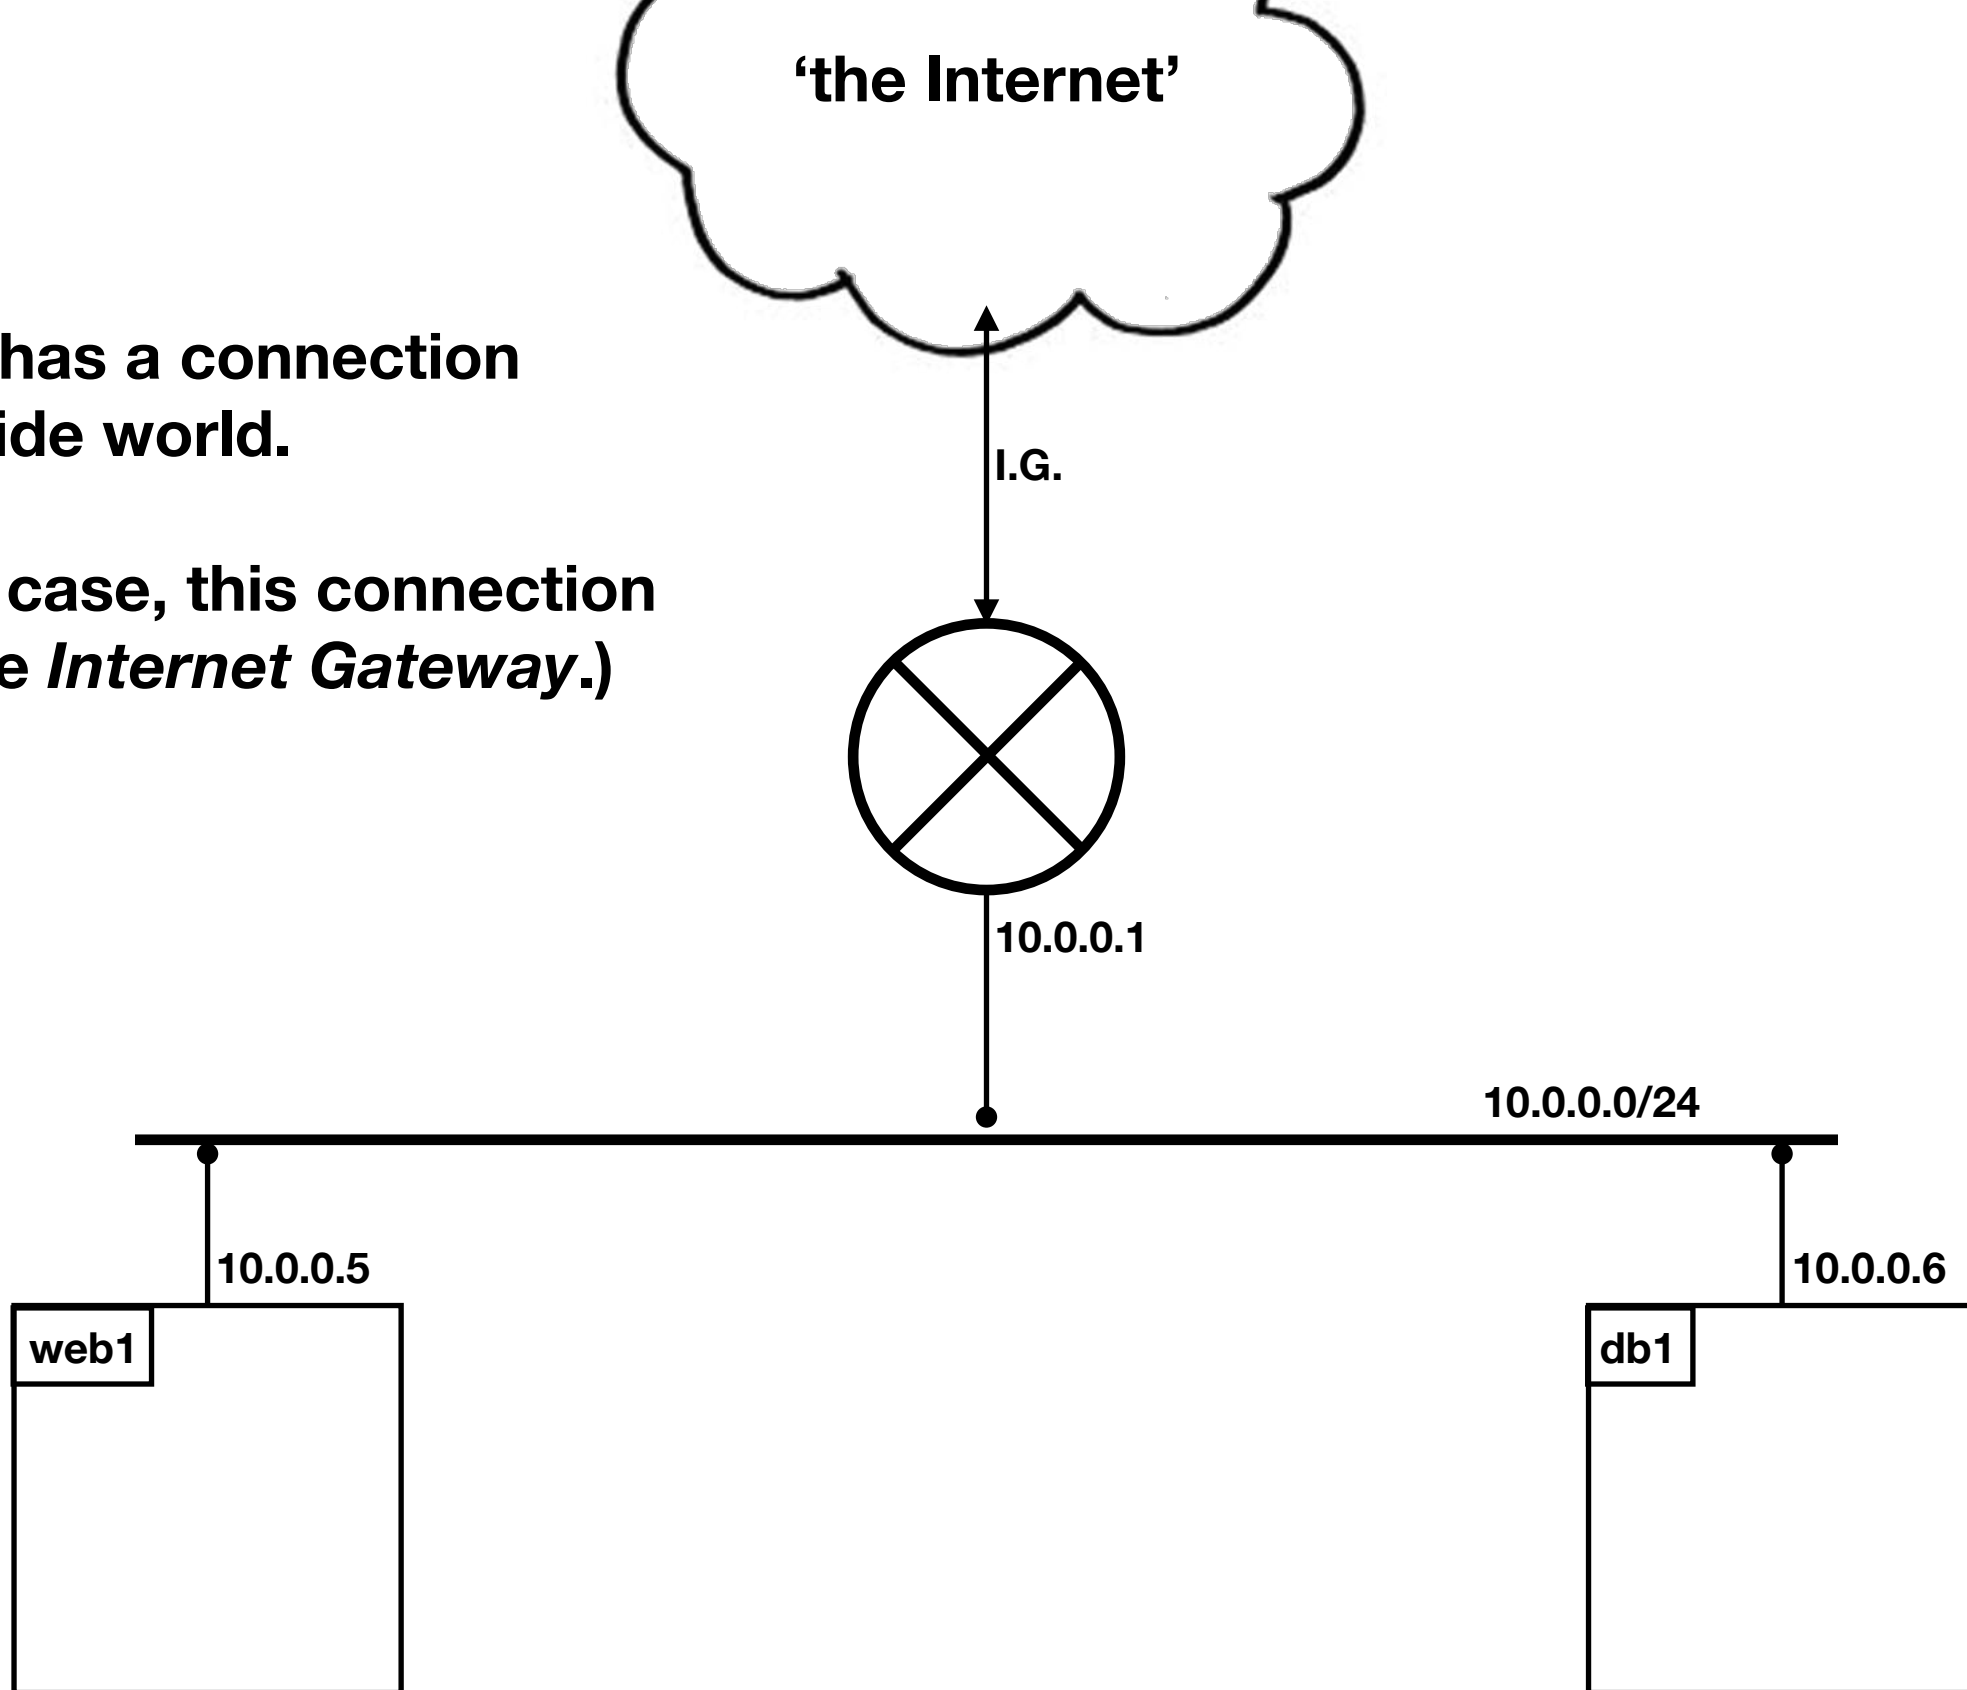 ‘the Internet’
has a connection
ide world.
I.G.
case, this connection
e Internet Gateway.)
10.0.0.1
10.0.0.0/24
10.0.0.5
10.0.0.6
web1
db1